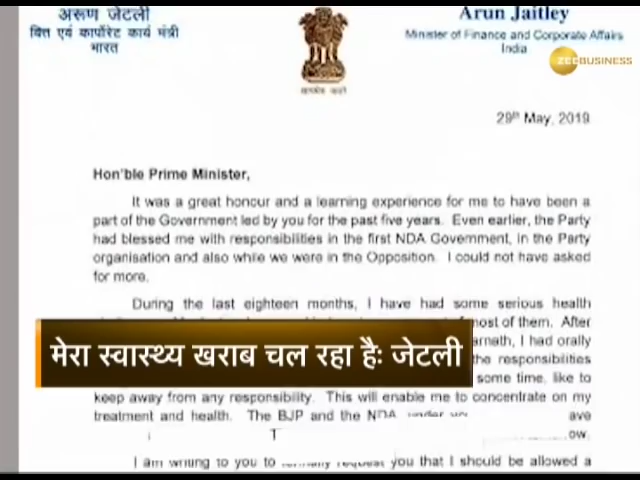 अरूण जेटली
वित्त एवं कार्पोरेट कार्य मंत्री
भारत
Arun Jaitley
Minister of Finance and Corporate Affairs
India
ZEEBUSINESS
29th May, 2019
Hon'ble Prime Minister,
It was a great honour and a learning experience for me to have been a
part of the Government led by you for the past five years. Even earlier, the Party
had blessed me with responsibilities in the first NDA Government, in the Party
organisation and also while we were in the Opposition. I could not have asked
for more.
During the last eighteen months, I have had some serious health
most of them. After
I had orally
the responsibilities
मेरा स्वास्थ्य खराब चल रहा हैः जेटली
some time, like to
keep away from any responsibility. This will enable me to concentrate on my
treatment and health. The BJP and the NDA
I am writing to you to formally request you that I should be allowed a